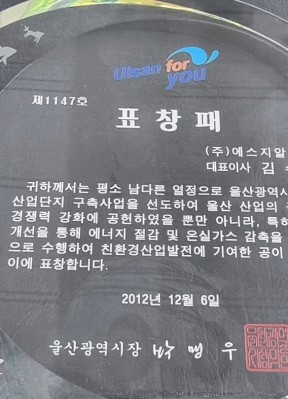 Ulsan for you
제1147호
표창패
(주)에스지알
대표이사 김
귀하께서는 평소 남다른 열정으로 울산광역시
산업단지 구축사업을 선도하여 울산 산업의
경쟁력 강화에 공헌하였을 뿐만 아니라, 특히
개선을 통해 에너지 절감 및 온실가스 감축을
으로 수행하여 친환경산업발전에 기여한 공이
이에 표창합니다.
2012년 12월 6일
울산광역시장 박맹우